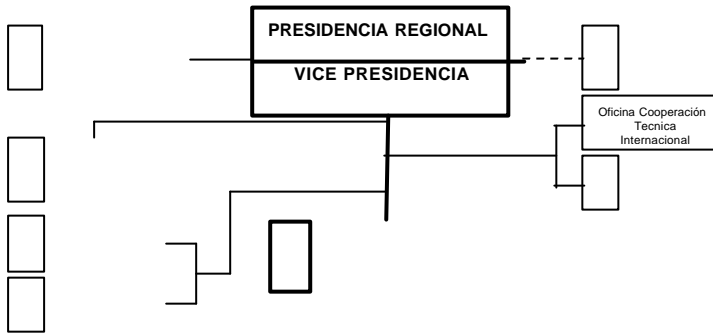 PRESIDENCIA REGIONAL
VICE PRESIDENCIA
Oficina Cooperación
Tecnica
Internacional